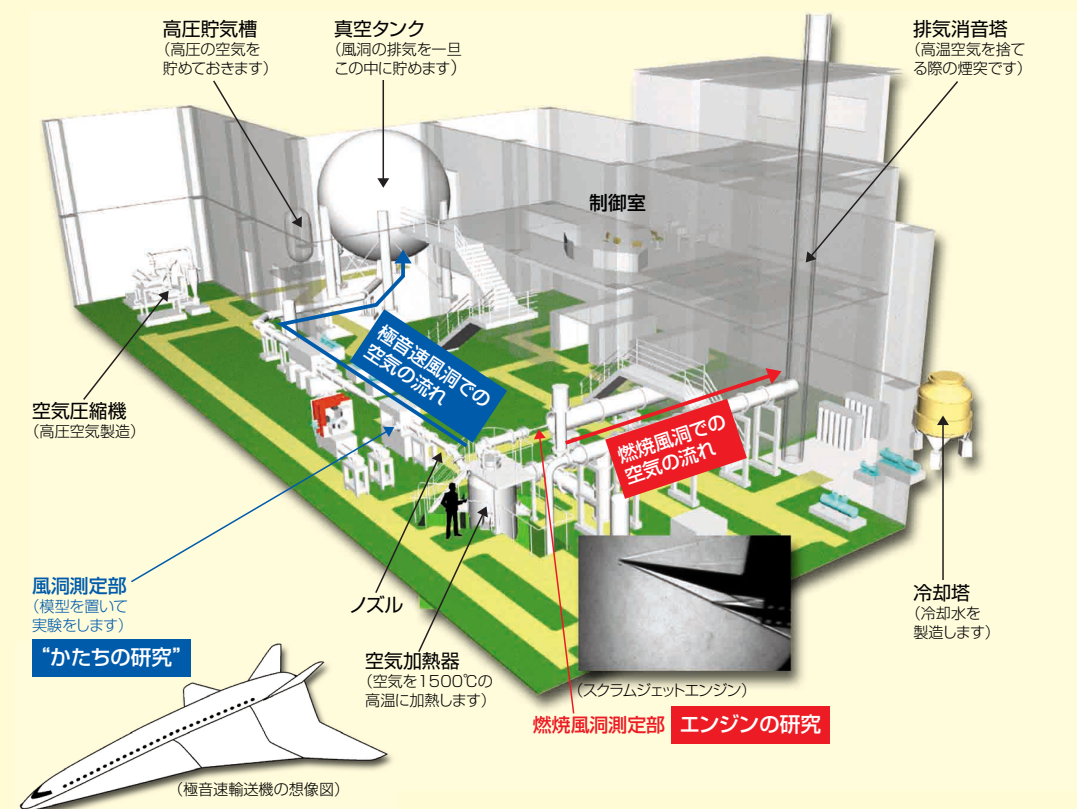 高圧貯気槽
（高圧の空気を
貯めておきます）
真空タンク
（風洞の排気を一旦
この中に貯めます）
排気消音塔
（高温空気を捨て
る際の煙突です）
制御室
極音速風洞での
空気の流れ
空気圧縮機
（高圧空気製造）
燃焼風洞での
空気の流れ
風洞測定部
（模型を置いて
実験をします）
“かたちの研究”
ノズル
空気加熱器
（空気を1500℃の
高温に加熱します）
冷却塔
（冷却水を
製造します）
（スクラムジェットエンジン）
燃焼風洞測定部 エンジンの研究
（極音速輸送機の想像図）